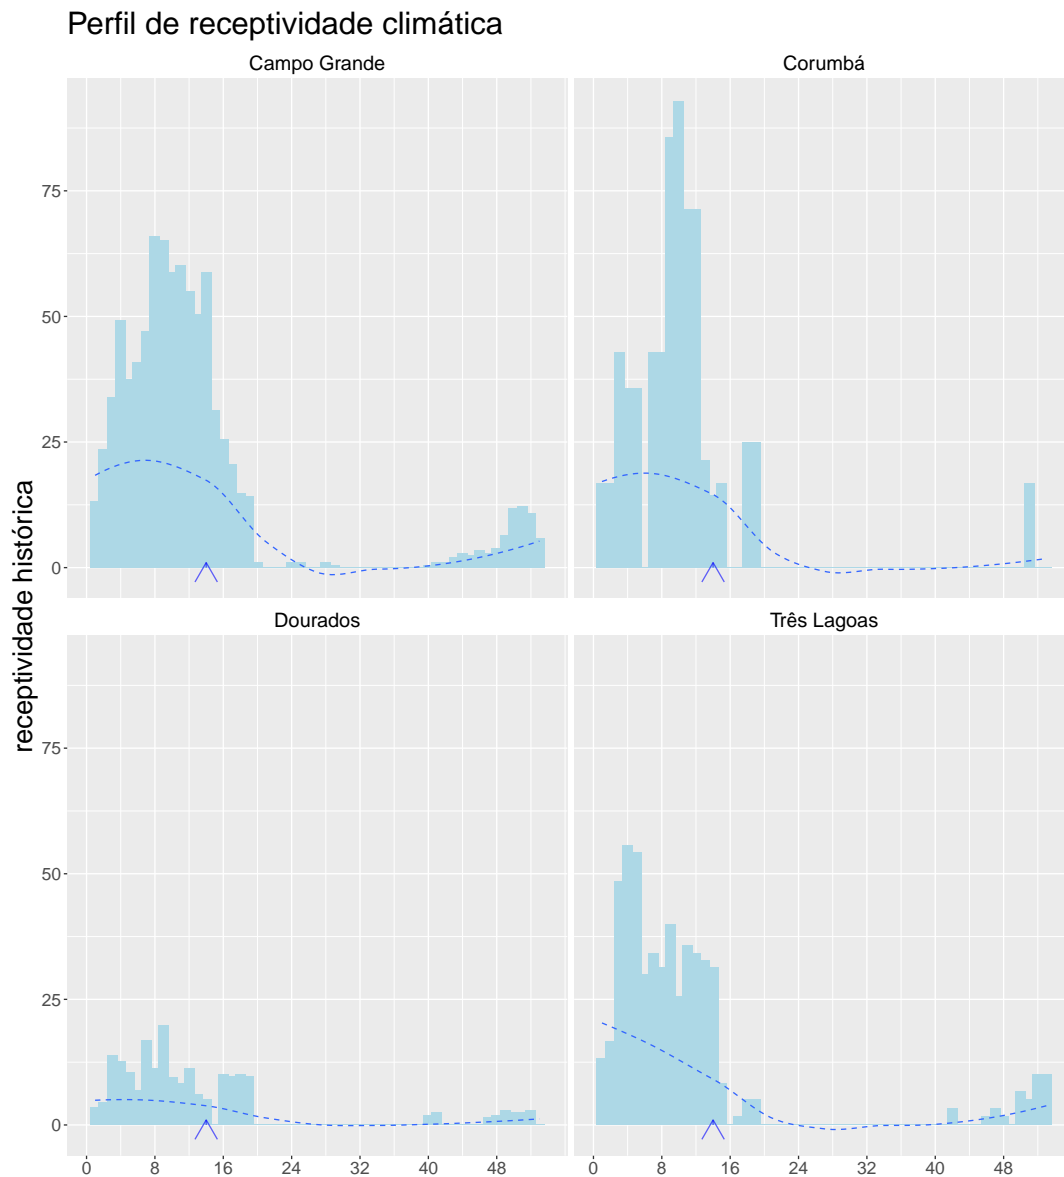 Perfil de receptividade climática
Campo Grande
Corumbá
75
50
25
0
receptividade histórica
Dourados
Três Lagoas
75
50
25
0
0 8 16 24 32 40 48
0 8 16 24 32 40 48